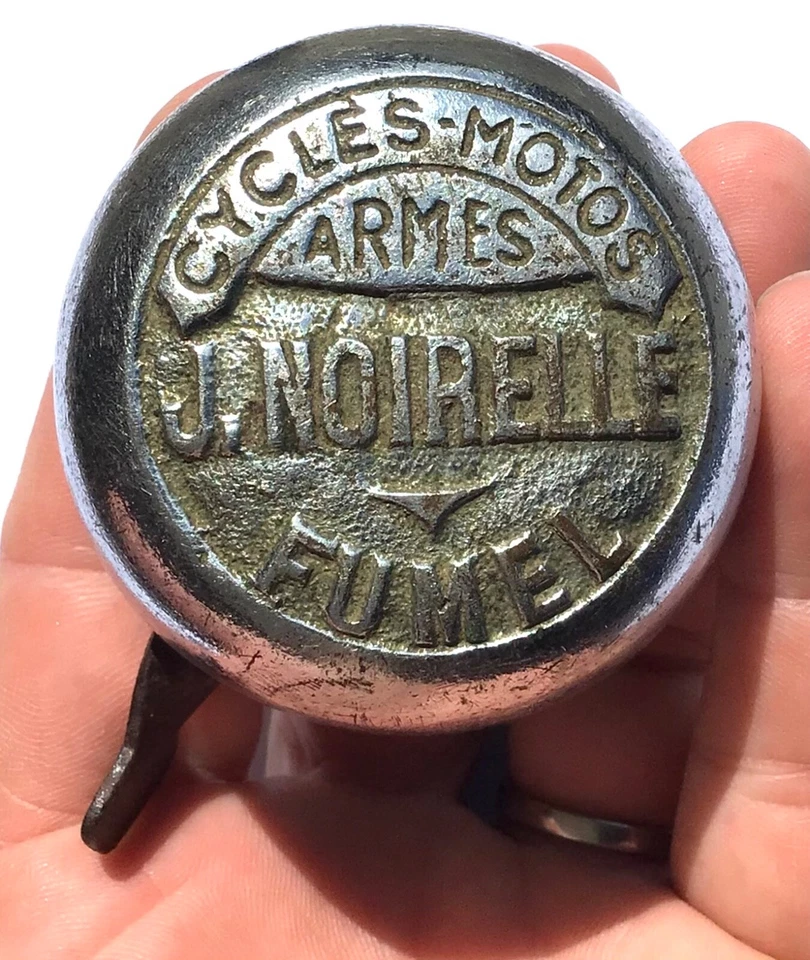 CYCLES-MOTOS
ARMES
J. NOIRELLE
FUMEL